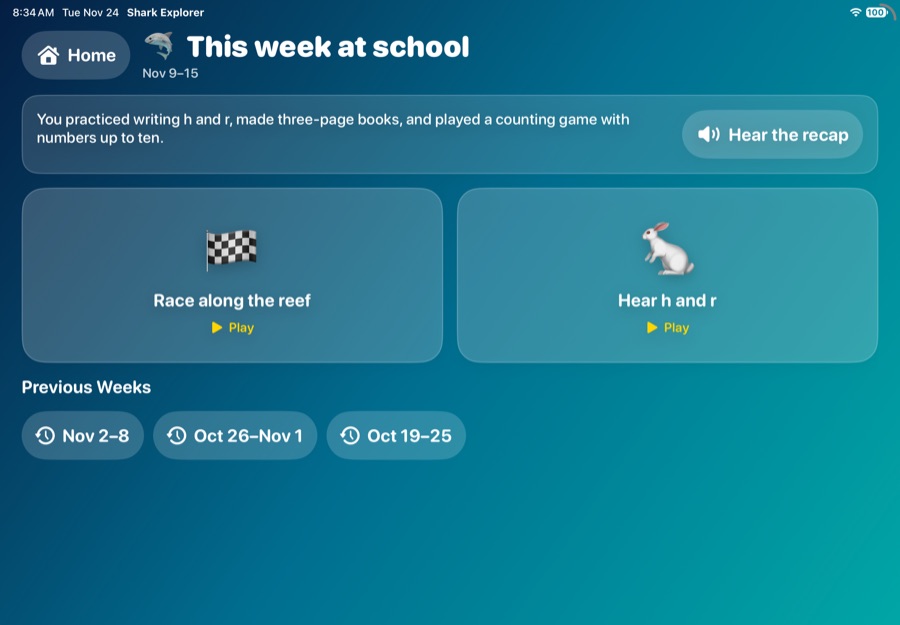 8:34 AM Tue Nov 24 Shark Explorer
100
Home
This week at school
Nov 9–15
You practiced writing h and r, made three-page books, and played a counting game with
numbers up to ten.
Hear the recap
Race along the reef
Play
Hear h and r
Play
Previous Weeks
Nov 2–8
Oct 26–Nov 1
Oct 19–25